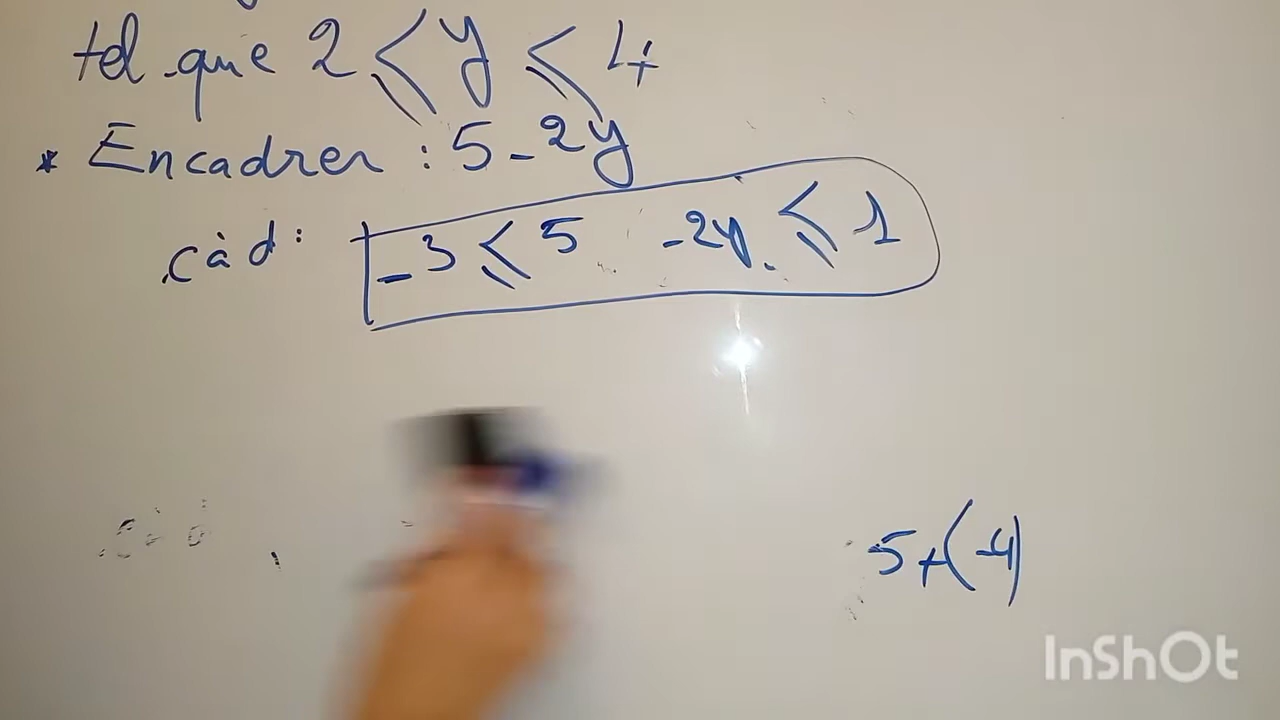 tel que 2 ≤ y ≤ 4
* Encadrer : 5 - 2y
càd : -3 ≤ 5 -2y ≤ 1
5+(-4)
InShOt